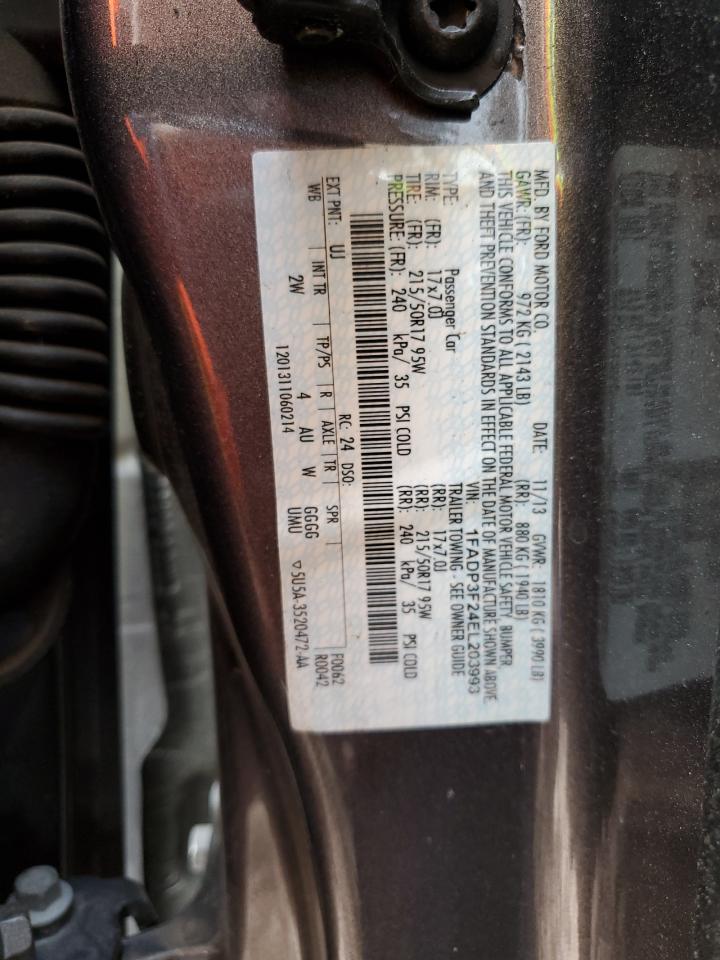 MFD. BY FORD MOTOR CO. DATE: 11/13 GVWR: 1810 KG ( 3990 LB)
GAWR: (FR): 972 KG ( 2143 LB) (RR): 880 KG ( 1940 LB)
THIS VEHICLE CONFORMS TO ALL APPLICABLE FEDERAL MOTOR VEHICLE SAFETY, BUMPER
AND THEFT PREVENTION STANDARDS IN EFFECT ON THE DATE OF MANUFACTURE SHOWN ABOVE
VIN: 1FADP3F24EL203993
TYPE: Passenger Car TRAILER TOWING - SEE OWNER GUIDE
RIM: (FR): 17x7.0J (RR): 17x7.0J
TIRE: (FR): 215/50R17 95W (RR): 215/50R17 95W
PRESSURE: (FR): 240 kPa/ 35 PSI COLD (RR): 240 kPa/ 35 PSI COLD
RC: 24 DSO: F0062
EXT PNT: UJ R0042
WB INT TR TP/PS R AXLE TR SPR
2W 4 AU W GGGG
UMU
1201311060214 ▽ 5U5A-3520472-AA